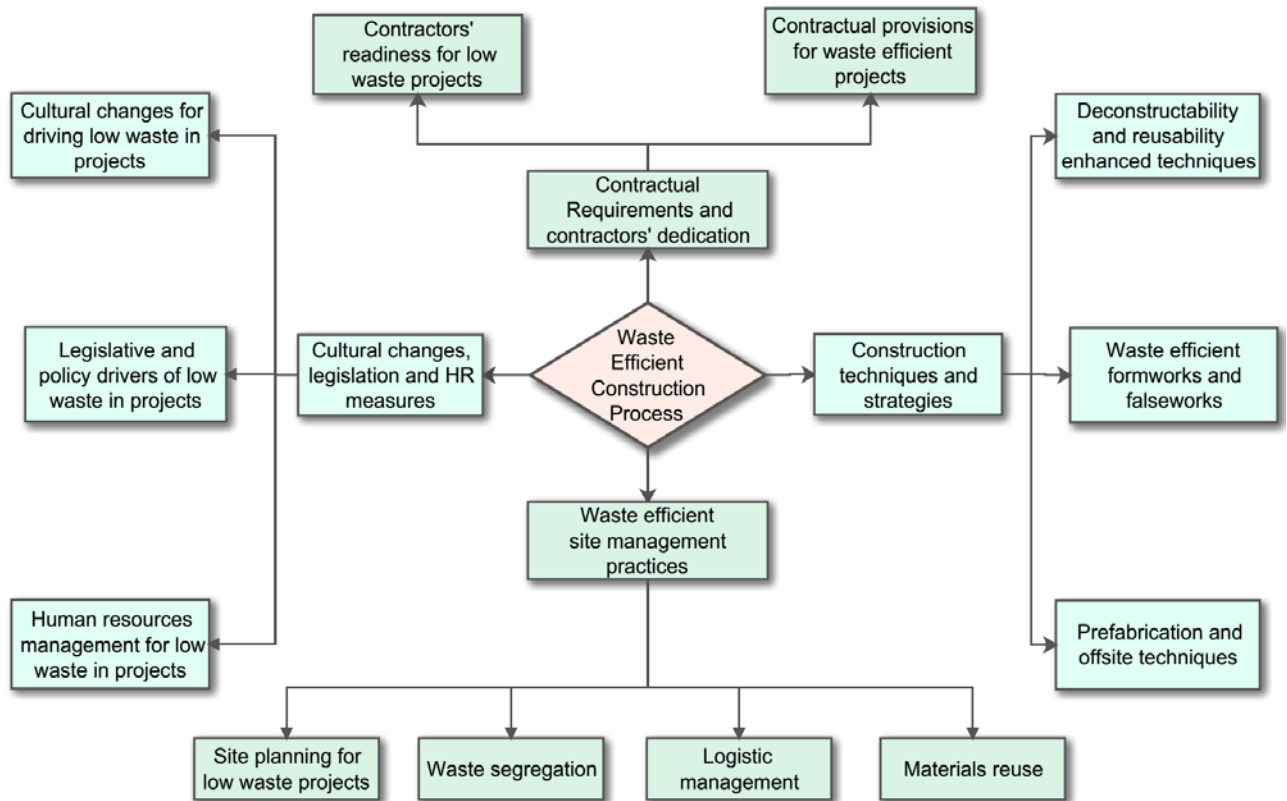 Contractors'
readiness for low
waste projects
Contractual provisions
for waste efficient
projects
Cultural changes for
driving low waste in
projects
Deconstructability
and reusability
enhanced techniques
Contractual
Requirements and
contractors' dedication
Legislative and
policy drivers of low
waste in projects
Cultural changes,
legislation and HR
measures
Waste
Efficient
Construction
Process
Construction
techniques and
strategies
Waste efficient
formworks and
falseworks
Waste efficient
site management
practices
Human resources
management for low
waste in projects
Prefabrication and
offsite techniques
Site planning for
low waste projects
Waste segregation
Logistic
management
Materials reuse